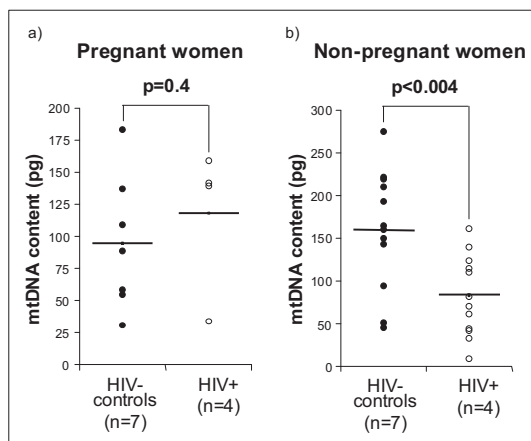 a)
Pregnant women
p=0.4
mtDNA content (pg)
200
175
150
125
100
75
50
25
0
HIV-
controls
(n=7)
HIV+
(n=4)
b)
Non-pregnant women
p<0.004
mtDNA content (pg)
300
250
200
150
100
50
0
HIV-
controls
(n=7)
HIV+
(n=4)